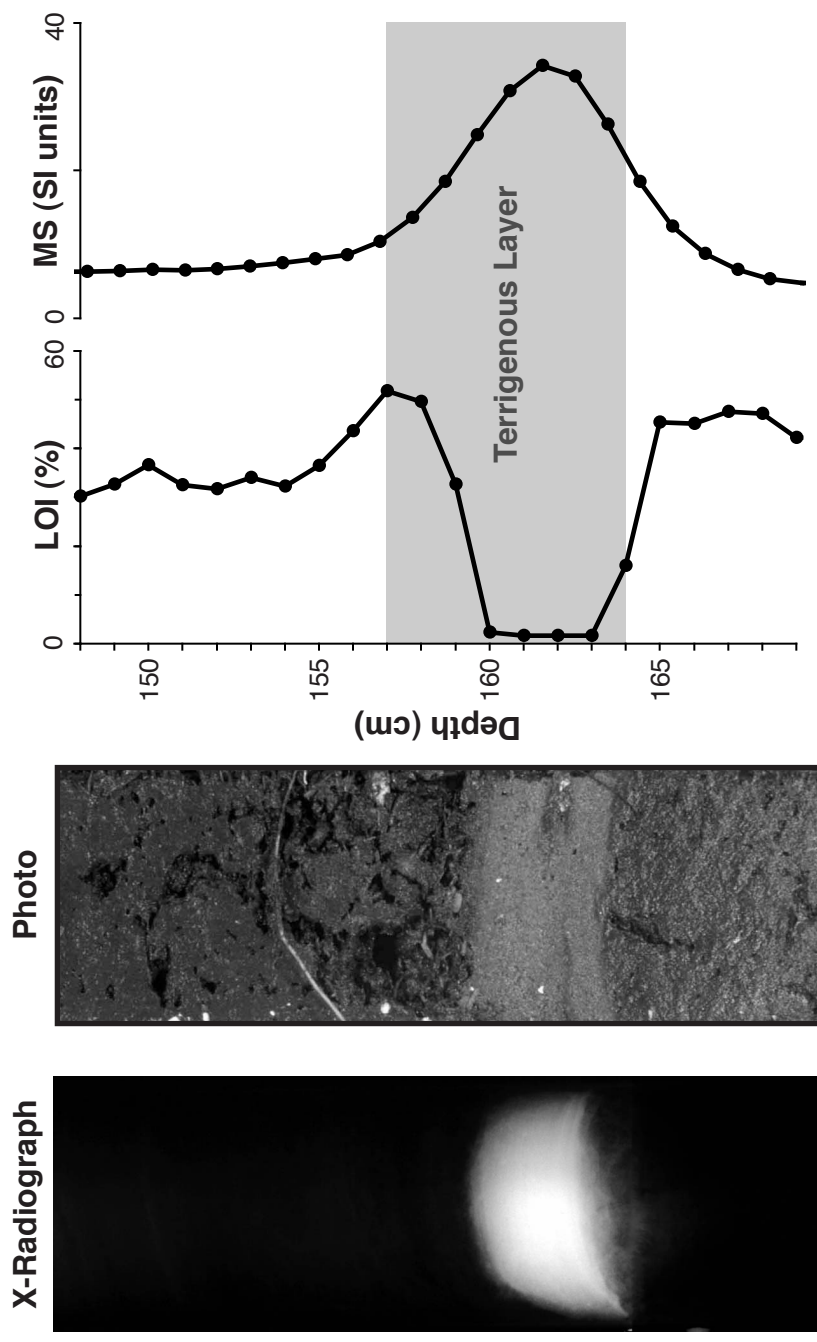 X-Radiograph
Photo
Depth (cm)
150
155
160
165
LOI (%)
0
60
MS (SI units)
0
40
Terrigenous Layer